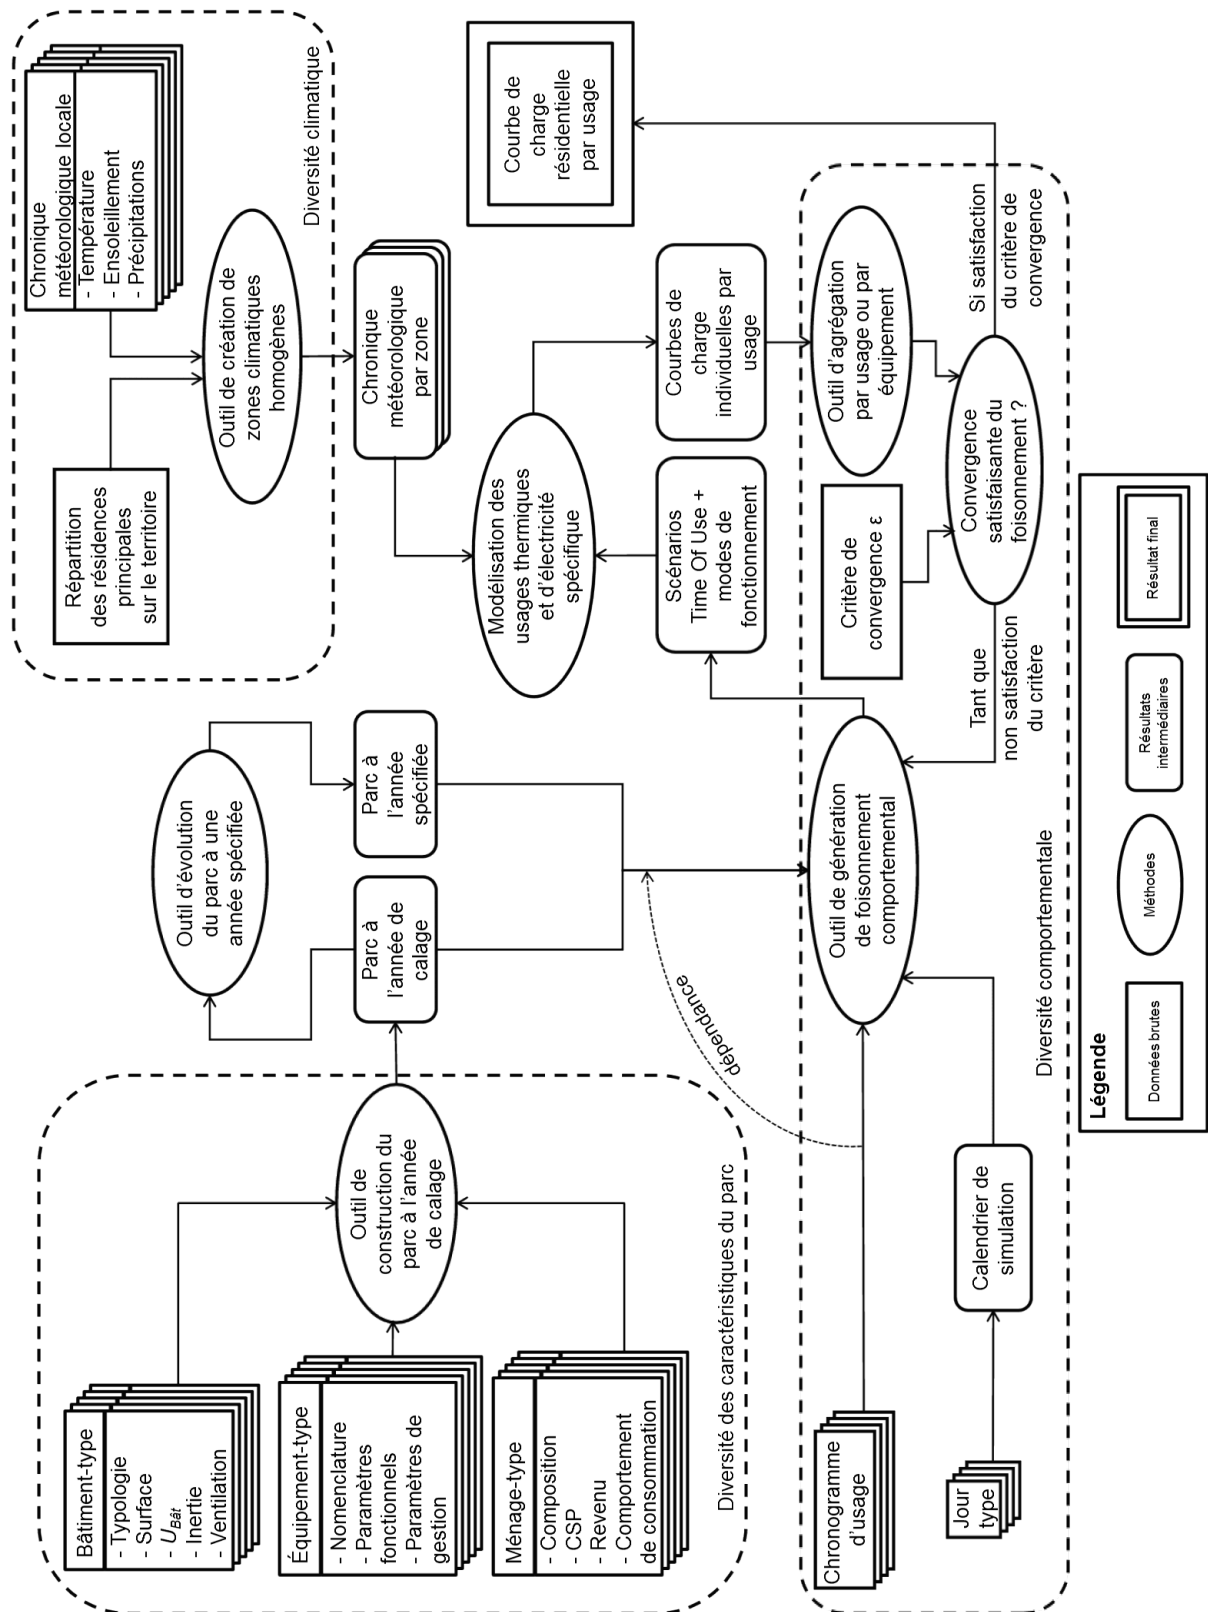 Bâtiment-type
- Typologie
- Surface
- UBât
- Inertie
- Ventilation
Équipement-type
- Nomenclature
- Paramètres
fonctionnels
- Paramètres de
gestion
Ménage-type
- Composition
- CSP
- Revenu
- Comportement
de consommation
Outil de
construction du
parc à l'année
de calage
Diversité des caractéristiques du parc
Outil d'évolution
du parc à une
année spécifiée
Parc à
l'année de
calage
Parc à
l'année
spécifiée
Répartition
des résidences
principales
sur le territoire
Chronique
météorologique locale
- Température
- Ensoleillement
- Précipitations
Outil de création de
zones climatiques
homogènes
Diversité climatique
Chronique
météorologique
par zone
Modélisation des
usages thermiques
et d'électricité
spécifique
Scénarios
Time Of Use +
modes de
fonctionnement
Courbes de
charge
individuelles par
usage
Courbe de
charge
résidentielle
par usage
dépendance
Chronogramme
d'usage
Jour
type
Calendrier de
simulation
Outil de génération
de foisonnement
comportemental
Critère de
convergence ε
Outil d'agrégation
par usage ou par
équipement
Convergence
satisfaisante du
foisonnement ?
Tant que
non satisfaction
du critère
Si satisfaction
du critère de
convergence
Diversité comportementale
Légende
Données brutes
Méthodes
Résultats
intermédiaires
Résultat final